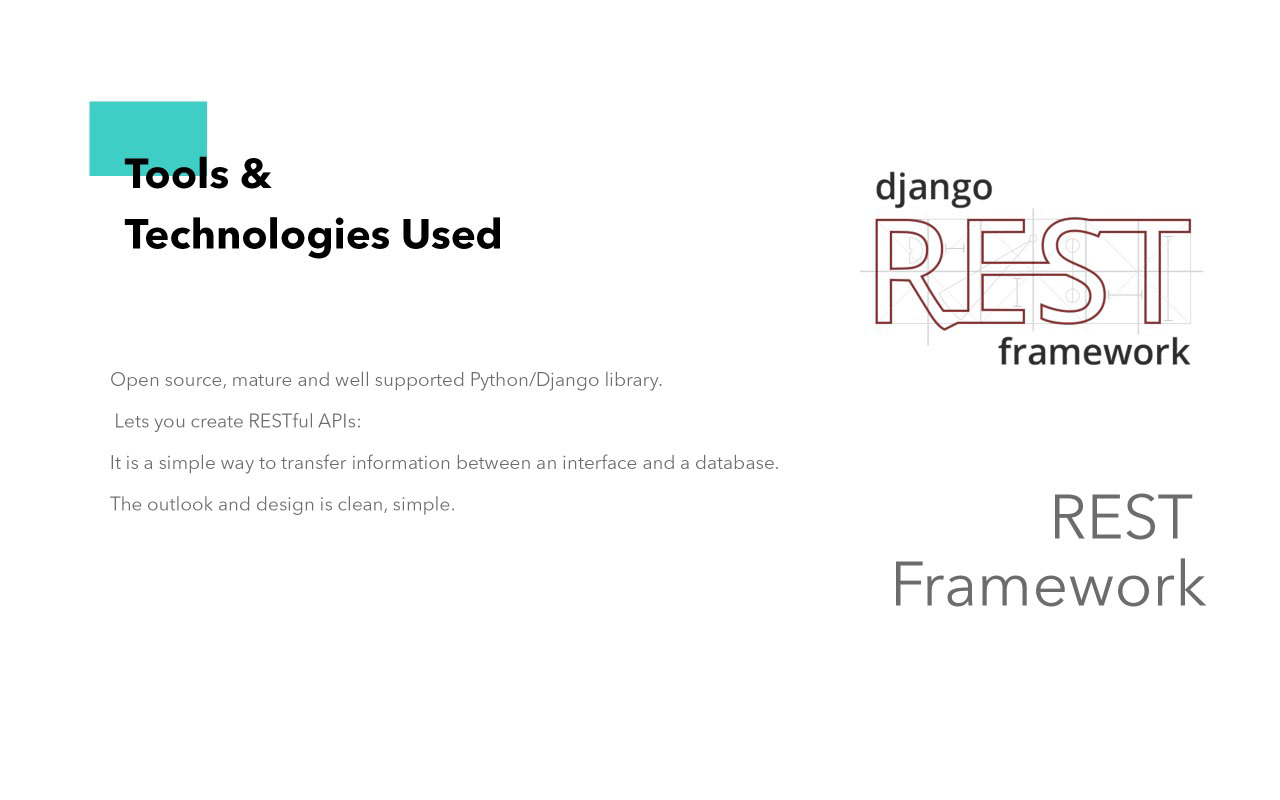 Tools &
Technologies Used
django
REST
framework
Open source, mature and well supported Python/Django library.
Lets you create RESTful APIs:
It is a simple way to transfer information between an interface and a database.
The outlook and design is clean, simple.
REST
Framework